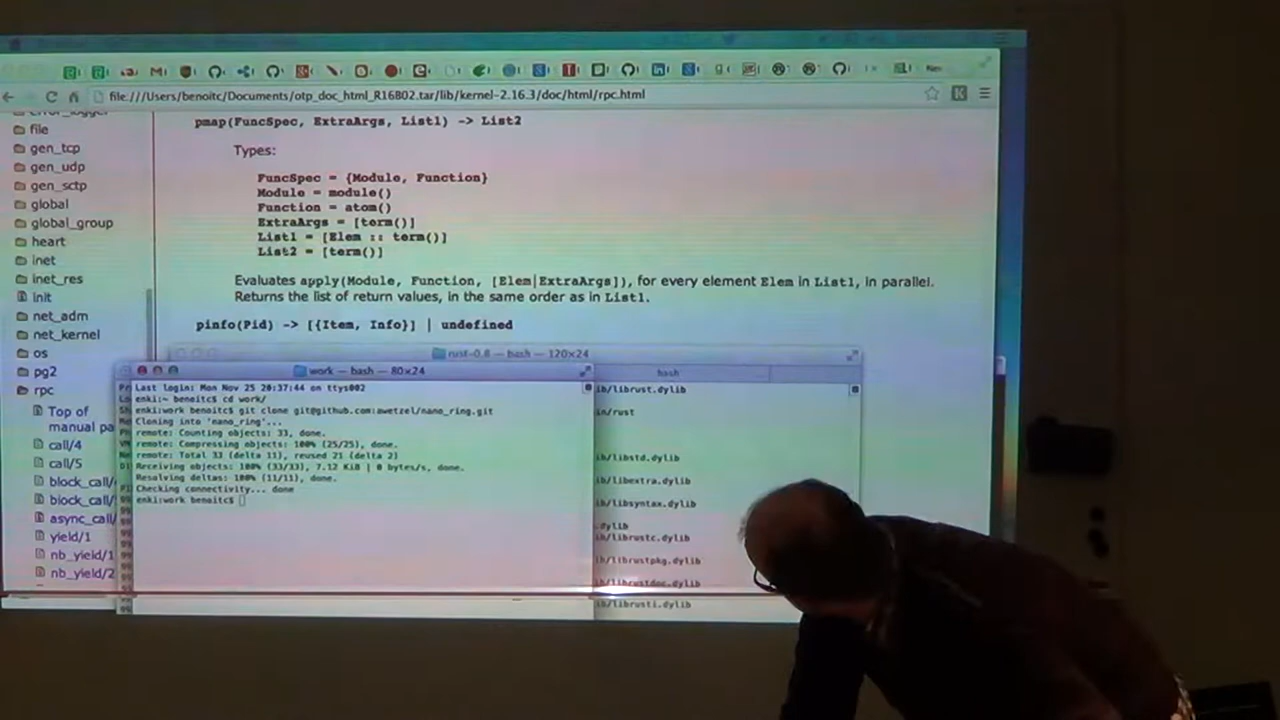 file:///Users/benoitc/Documents/otp_doc_html_R16B02.tar/lib/kernel-2.16.3/doc/html/rpc.html
error_logger
file
gen_tcp
gen_udp
gen_sctp
global
global_group
heart
inet
inet_res
init
net_adm
net_kernel
os
pg2
rpc
Top of
manual pa
call/4
call/5
block_call/
block_call/
async_call/
yield/1
nb_yield/1
nb_yield/2
pmap(FuncSpec, ExtraArgs, List1) -> List2
Types:
FuncSpec = {Module, Function}
Module = module()
Function = atom()
ExtraArgs = [term()]
List1 = [Elem :: term()]
List2 = [term()]
Evaluates apply(Module, Function, [Elem|ExtraArgs]), for every element Elem in List1, in parallel.
Returns the list of return values, in the same order as in List1.
pinfo(Pid) -> [{Item, Info}] | undefined
rust-0.8 — bash — 120×24
work — bash — 80×24
bash
Last login: Mon Nov 25 20:37:44 on ttys002
enki:~ benoitc$ cd work/
enki:work benoitc$ git clone git@github.com:awetzel/nano_ring.git
Cloning into 'nano_ring'...
remote: Counting objects: 33, done.
remote: Compressing objects: 100% (25/25), done.
remote: Total 33 (delta 11), reused 21 (delta 2)
Receiving objects: 100% (33/33), 7.12 KiB | 0 bytes/s, done.
Resolving deltas: 100% (11/11), done.
Checking connectivity... done
enki:work benoitc$
ib/librust.dylib
in/rust
ib/libstd.dylib
ib/libextra.dylib
ib/libsyntax.dylib
.dylib
ib/librustc.dylib
ib/librustpkg.dylib
ib/librustdoc.dylib
ib/librusti.dylib